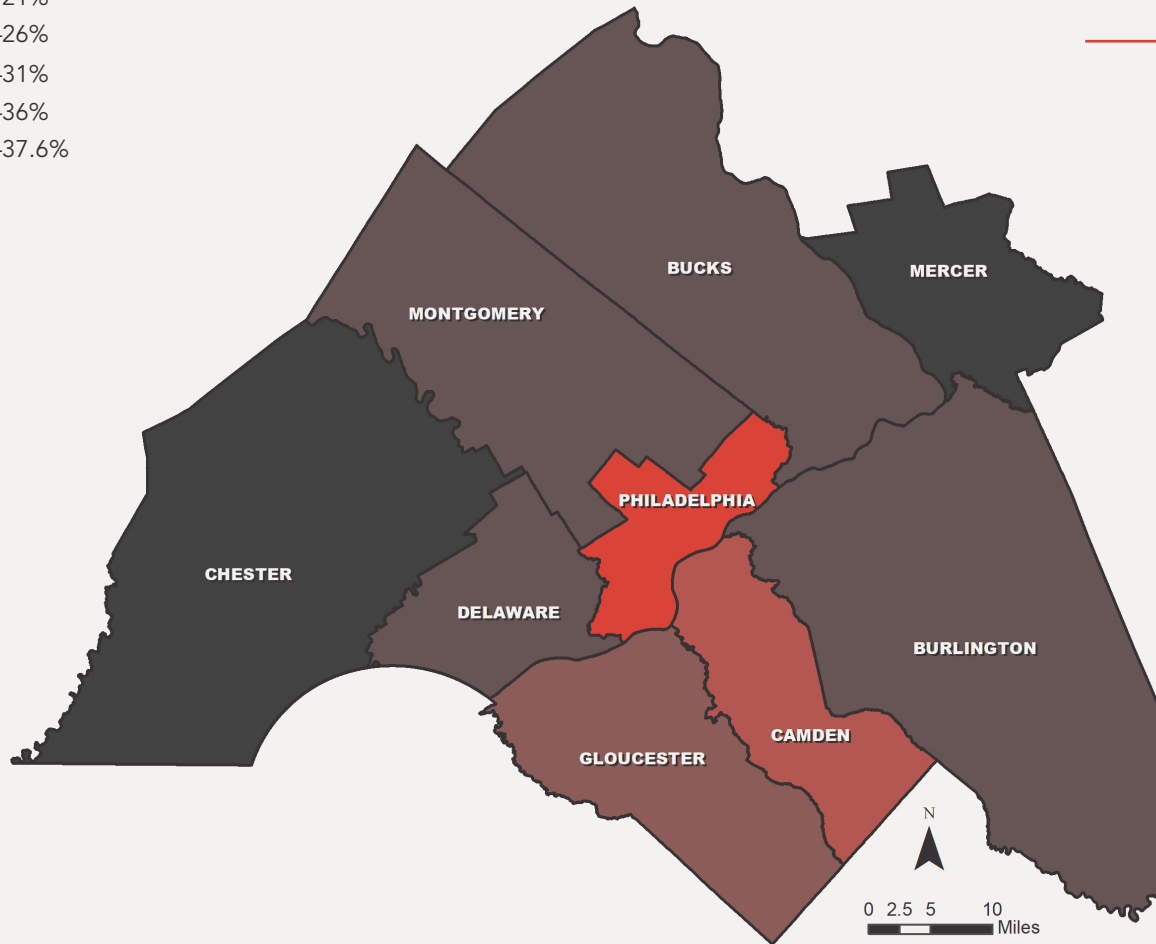 -26%
-31%
-36%
-37.6%
BUCKS
MERCER
MONTGOMERY
PHILADELPHIA
CHESTER
DELAWARE
BURLINGTON
CAMDEN
GLOUCESTER
N
0 2.5 5 10
Miles